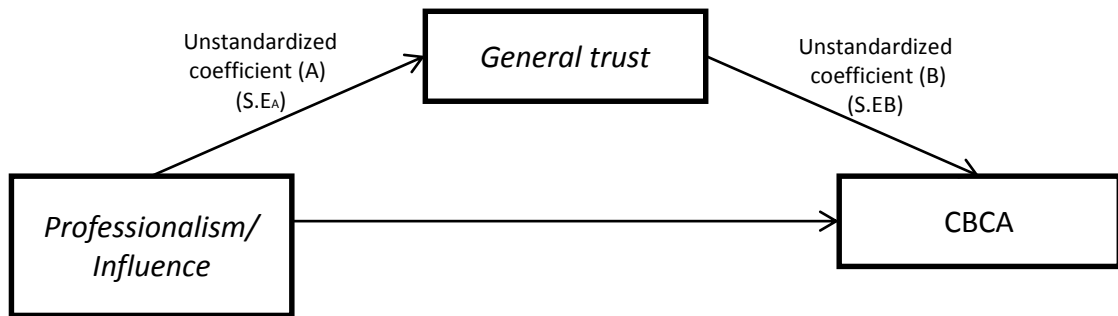 Unstandardized
coefficient (A)
(S.EA)
General trust
Unstandardized
coefficient (B)
(S.EB)
Professionalism/
Influence
CBCA